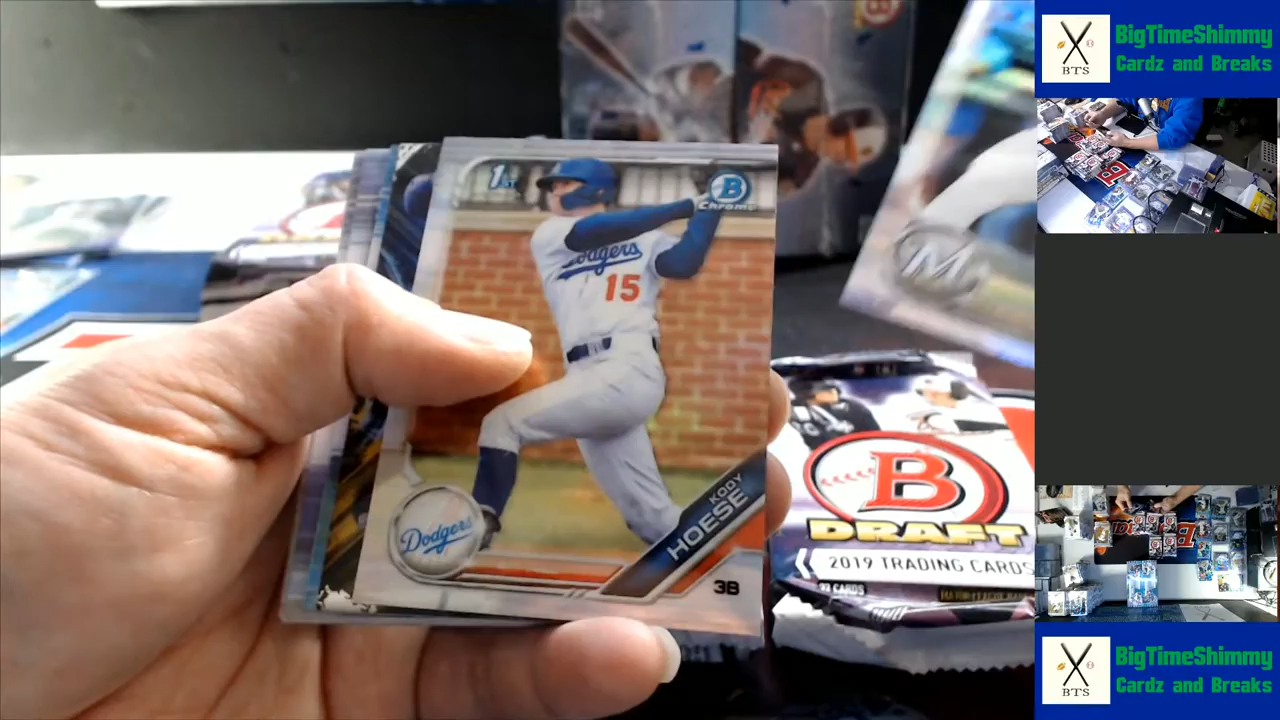 1ST
B
Chrome
Dodgers
15
Dodgers
KODY
HOESE
3B
M
B
DRAFT
2019 TRADING CARDS
BigTimeShimmy
Cardz and Breaks
BTS
B
BigTimeShimmy
Cardz and Breaks
BTS